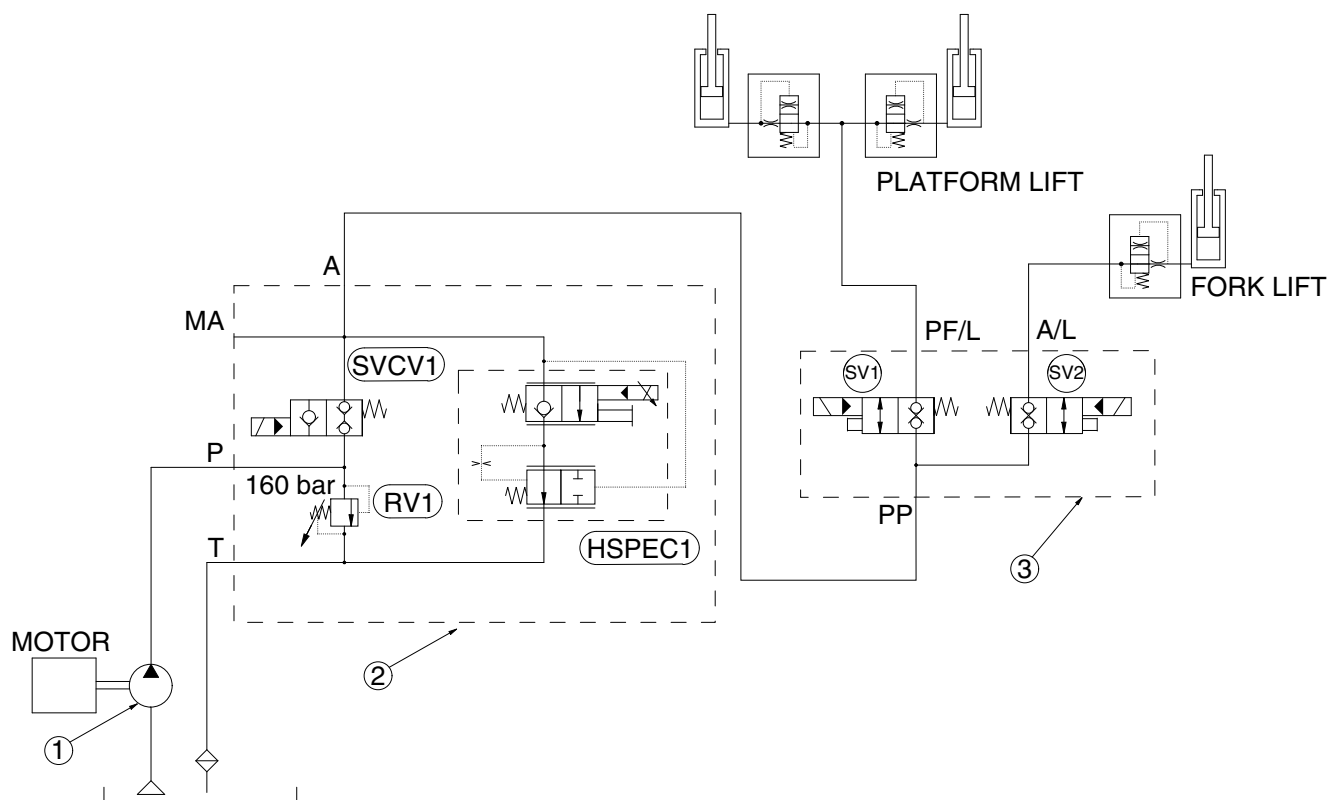 PLATFORM LIFT
A
FORK LIFT
MA
PF/L
A/L
SVCV1
SV1
SV2
P
160 bar
RV1
PP
T
HSPEC1
3
MOTOR
2
1